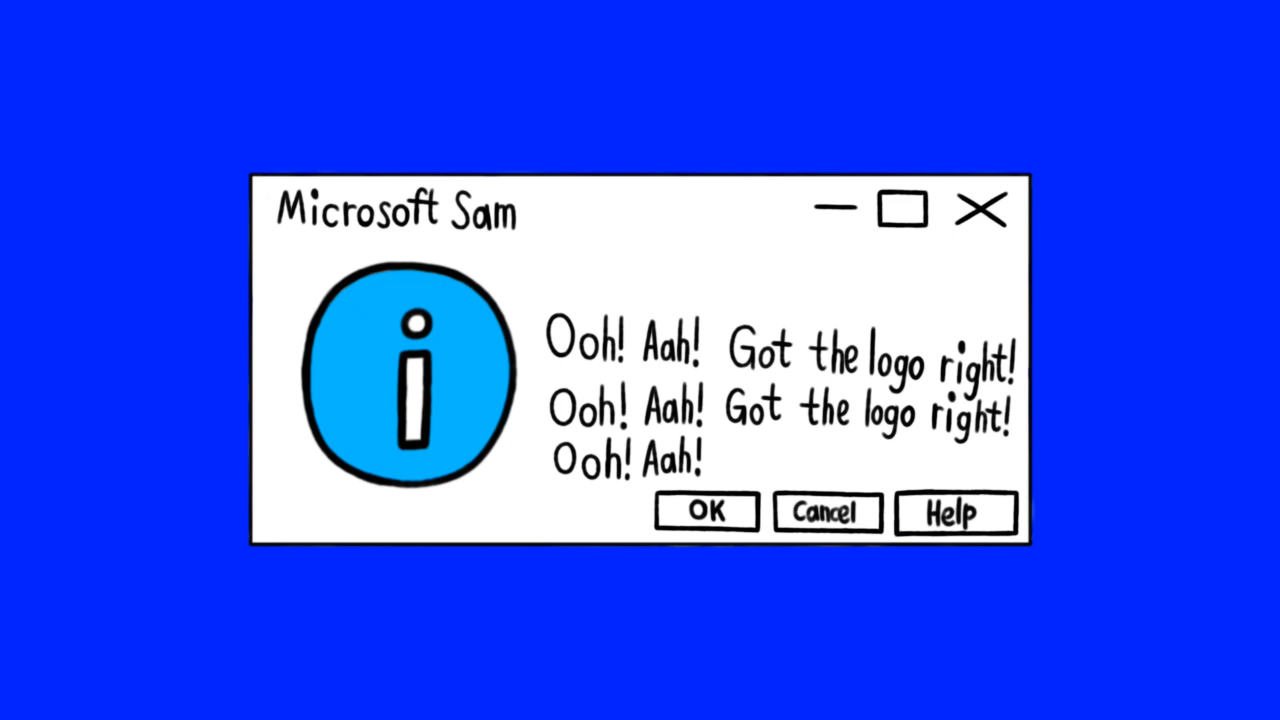 Microsoft Sam
i
Ooh! Aah! Got the logo right!
Ooh! Aah! Got the logo right!
Ooh! Aah!
OK Cancel Help